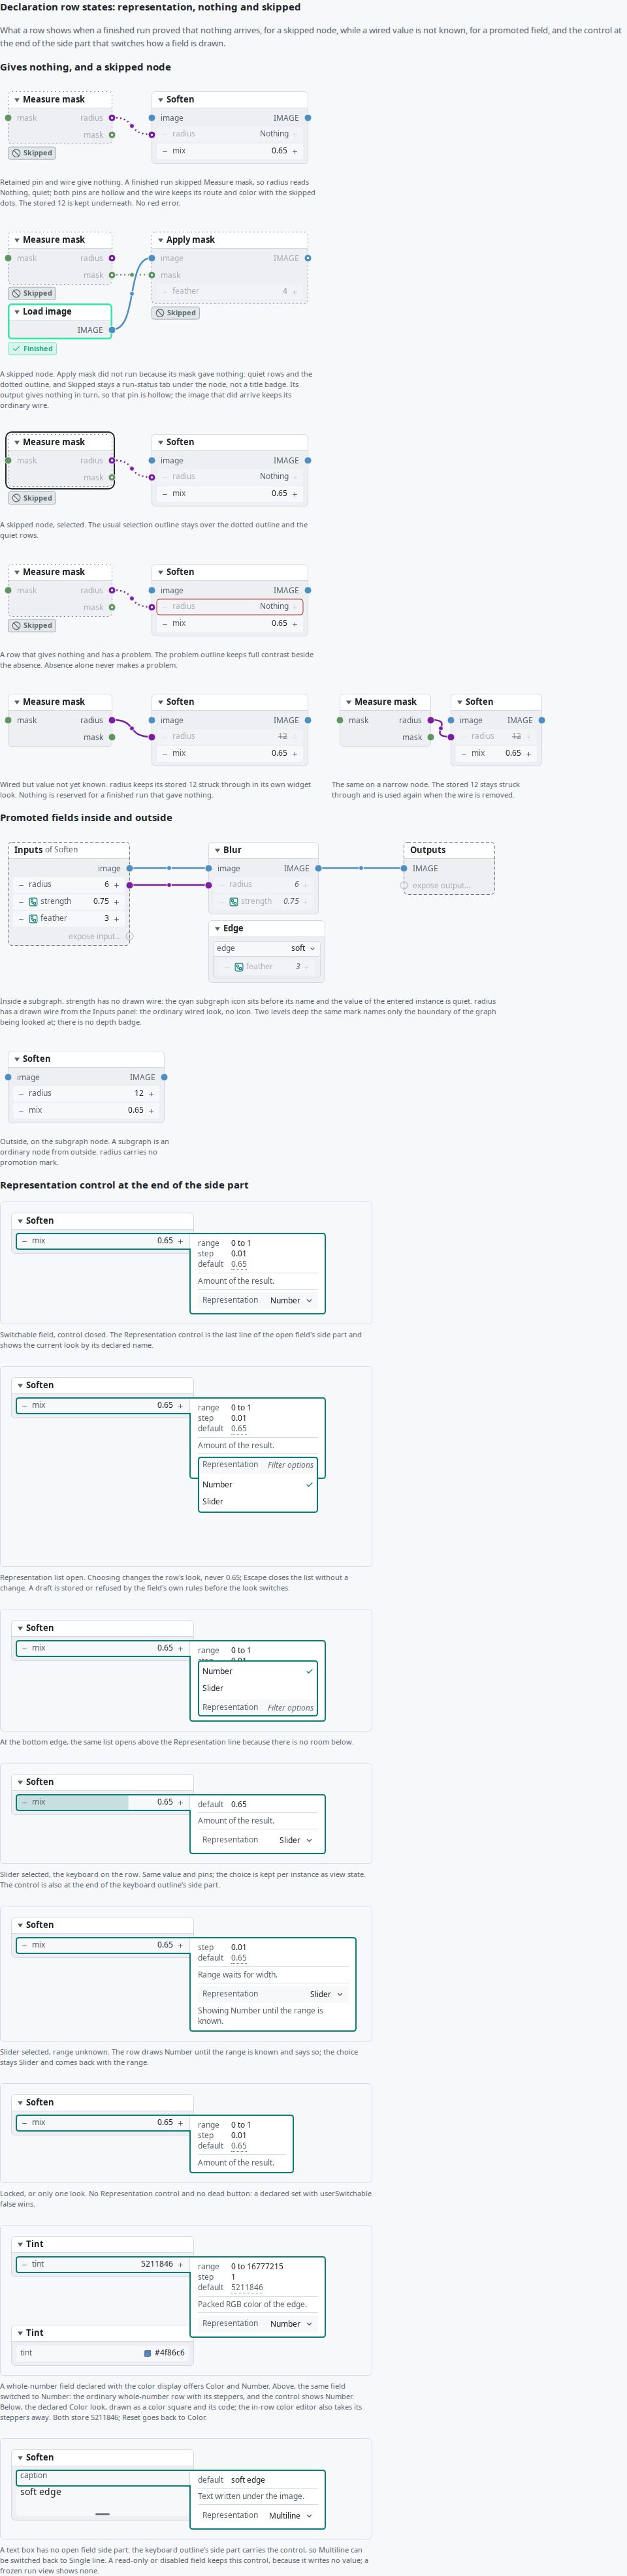 Declaration row states: representation, nothing and skipped
What a row shows when a finished run proved that nothing arrives, for a skipped node, while a wired value is not known, for a promoted field, and the control at
the end of the side part that switches how a field is drawn.
Gives nothing, and a skipped node
Measure mask
Soften
mask radius
image IMAGE
mask
– radius Nothing +
– mix 0.65 +
Skipped
Retained pin and wire give nothing. A finished run skipped Measure mask, so radius reads
Nothing, quiet; both pins are hollow and the wire keeps its route and color with the skipped
dots. The stored 12 is kept underneath. No red error.
Measure mask
Apply mask
mask radius
image IMAGE
mask
mask
feather 4 +
Skipped
Load image
Skipped
IMAGE
Finished
A skipped node. Apply mask did not run because its mask gave nothing: quiet rows and the
dotted outline, and Skipped stays a run-status tab under the node, not a title badge. Its
output gives nothing in turn, so that pin is hollow; the image that did arrive keeps its
ordinary wire.
Measure mask
Soften
mask radius
image IMAGE
mask
– radius Nothing +
– mix 0.65 +
Skipped
A skipped node, selected. The usual selection outline stays over the dotted outline and the
quiet rows.
Measure mask
Soften
mask radius
image IMAGE
mask
– radius Nothing +
– mix 0.65 +
Skipped
A row that gives nothing and has a problem. The problem outline keeps full contrast beside
the absence. Absence alone never makes a problem.
Measure mask
Soften
mask radius
image IMAGE
mask
– radius 12 +
– mix 0.65 +
Measure mask
Soften
mask radius
image IMAGE
mask
– radius 12 +
– mix 0.65 +
Wired but value not yet known. radius keeps its stored 12 struck through in its own widget
look. Nothing is reserved for a finished run that gave nothing.
The same on a narrow node. The stored 12 stays struck
through and is used again when the wire is removed.
Promoted fields inside and outside
Inputs of Soften
Blur
Outputs
image
image IMAGE
IMAGE
– radius 6 +
– radius 6 +
expose output...
– strength 0.75 +
– strength 0.75 +
– feather 3 +
expose input...
Edge
edge soft
– feather 3 +
Inside a subgraph. strength has no drawn wire: the cyan subgraph icon sits before its name and the value of the entered instance is quiet. radius
has a drawn wire from the Inputs panel: the ordinary wired look, no icon. Two levels deep the same mark names only the boundary of the graph
being looked at; there is no depth badge.
Soften
image IMAGE
– radius 12 +
– mix 0.65 +
Outside, on the subgraph node. A subgraph is an
ordinary node from outside: radius carries no
promotion mark.
Representation control at the end of the side part
Soften
– mix 0.65 +
range 0 to 1
step 0.01
default 0.65
Amount of the result.
Representation Number
Switchable field, control closed. The Representation control is the last line of the open field's side part and
shows the current look by its declared name.
Soften
– mix 0.65 +
range 0 to 1
step 0.01
default 0.65
Amount of the result.
Representation Filter options
Number
Slider
Representation list open. Choosing changes the row's look, never 0.65; Escape closes the list without a
change. A draft is stored or refused by the field's own rules before the look switches.
Soften
– mix 0.65 +
range 0 to 1
step 0.01
Number
Slider
Representation Filter options
At the bottom edge, the same list opens above the Representation line because there is no room below.
Soften
– mix 0.65 +
default 0.65
Amount of the result.
Representation Slider
Slider selected, the keyboard on the row. Same value and pins; the choice is kept per instance as view state.
The control is also at the end of the keyboard outline's side part.
Soften
– mix 0.65 +
step 0.01
default 0.65
Range waits for width.
Representation Slider
Showing Number until the range is
known.
Slider selected, range unknown. The row draws Number until the range is known and says so; the choice
stays Slider and comes back with the range.
Soften
– mix 0.65 +
range 0 to 1
step 0.01
default 0.65
Amount of the result.
Locked, or only one look. No Representation control and no dead button: a declared set with userSwitchable
false wins.
Tint
– tint 5211846 +
range 0 to 16777215
step 1
default 5211846
Packed RGB color of the edge.
Representation Number
Tint
tint #4f86c6
A whole-number field declared with the color display offers Color and Number. Above, the same field
switched to Number: the ordinary whole-number row with its steppers, and the control shows Number.
Below, the declared Color look, drawn as a color square and its code; the in-row color editor also takes its
steppers away. Both store 5211846; Reset goes back to Color.
Soften
caption
soft edge
default soft edge
Text written under the image.
Representation Multiline
A text box has no open field side part: the keyboard outline's side part carries the control, so Multiline can
be switched back to Single line. A read-only or disabled field keeps this control, because it writes no value; a
frozen run view shows none.